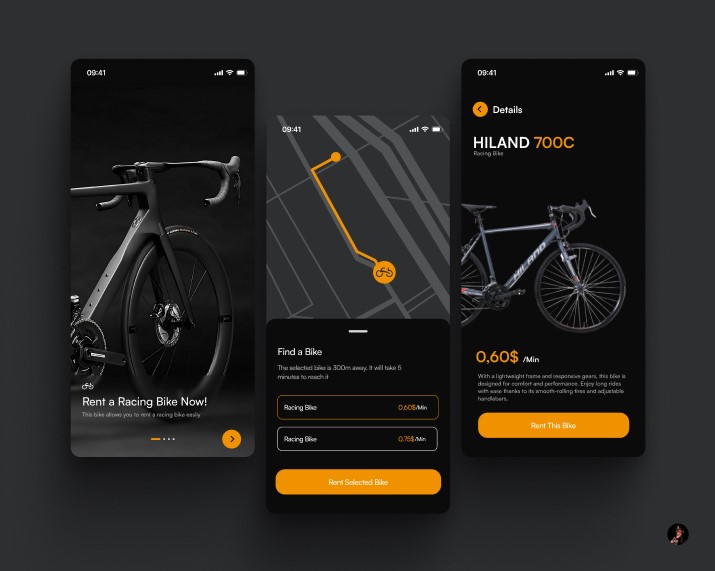 09:41
Rent a Racing Bike Now!
This bike allows you to rent a racing bike easily
09:41
Find a Bike
The selected bike is 300m away. It will take 5
minutes to reach it
Racing Bike 0,60$/Min
Racing Bike 0.75$/Min
Rent Selected Bike
09:41
Details
HILAND 700C
Racing Bike
HILAND
0,60$ /Min
With a lightweight frame and responsive gears, this bike is
designed for comfort and performance. Enjoy long rides
with ease thanks to its smooth-rolling tires and adjustable
handlebars.
Rent This Bike